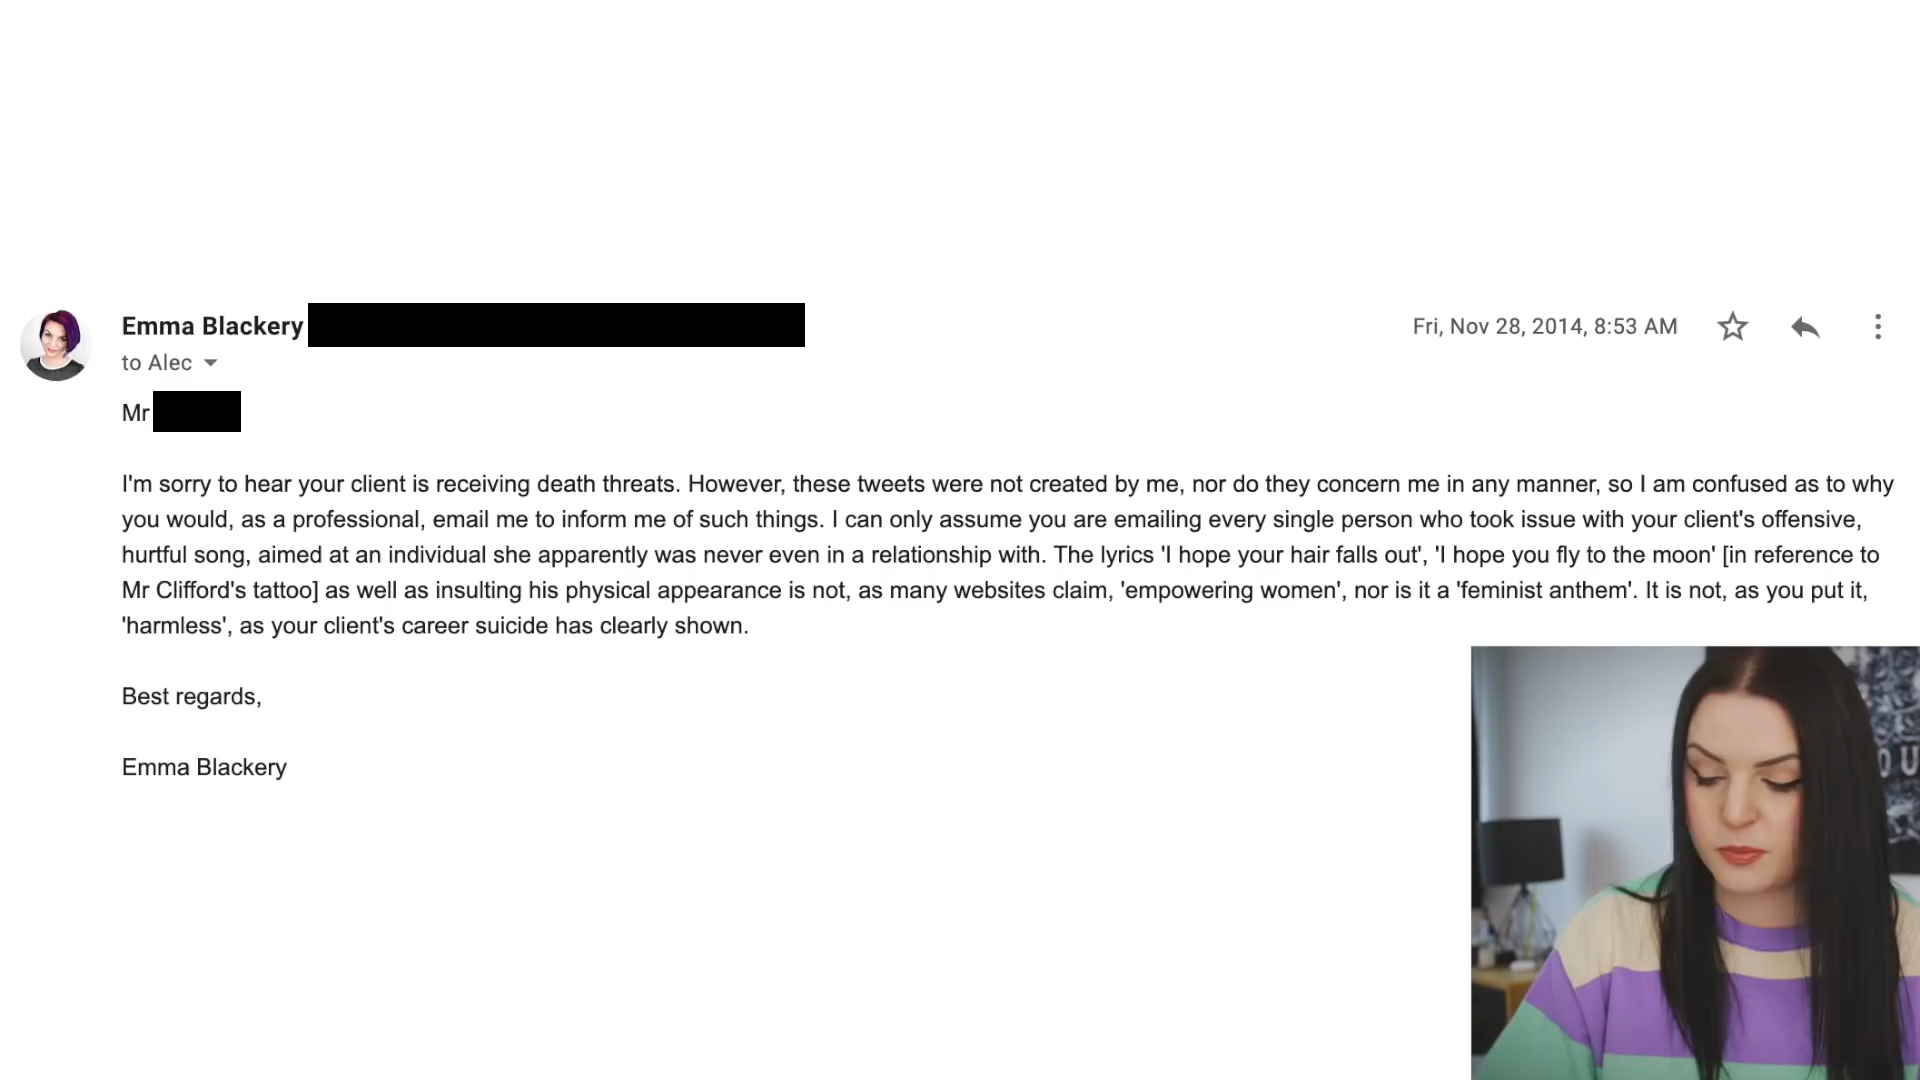 Emma Blackery
Fri, Nov 28, 2014, 8:53 AM
to Alec
Mr
I'm sorry to hear your client is receiving death threats. However, these tweets were not created by me, nor do they concern me in any manner, so I am confused as to why
you would, as a professional, email me to inform me of such things. I can only assume you are emailing every single person who took issue with your client's offensive,
hurtful song, aimed at an individual she apparently was never even in a relationship with. The lyrics 'I hope your hair falls out', 'I hope you fly to the moon' [in reference to
Mr Clifford's tattoo] as well as insulting his physical appearance is not, as many websites claim, 'empowering women', nor is it a 'feminist anthem'. It is not, as you put it,
'harmless', as your client's career suicide has clearly shown.
Best regards,
Emma Blackery